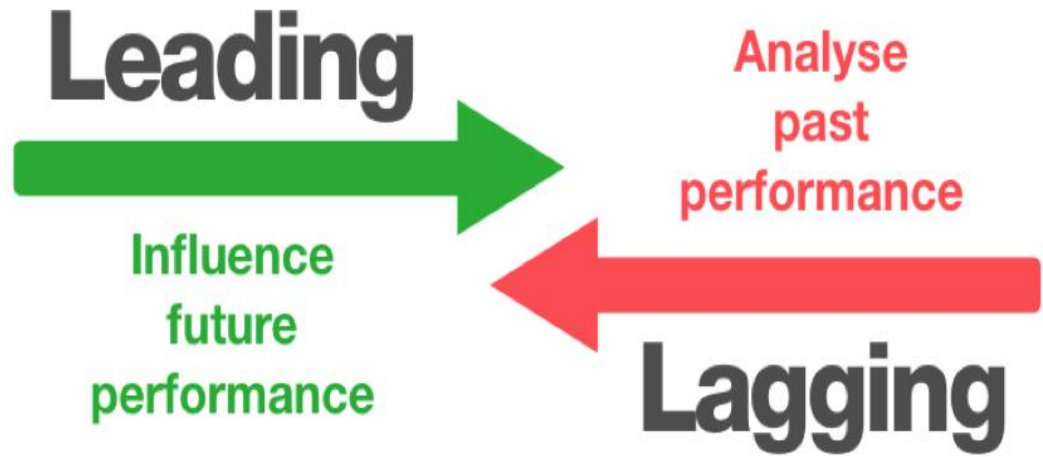 Leading
Influence
future
performance
Analyse
past
performance
Lagging